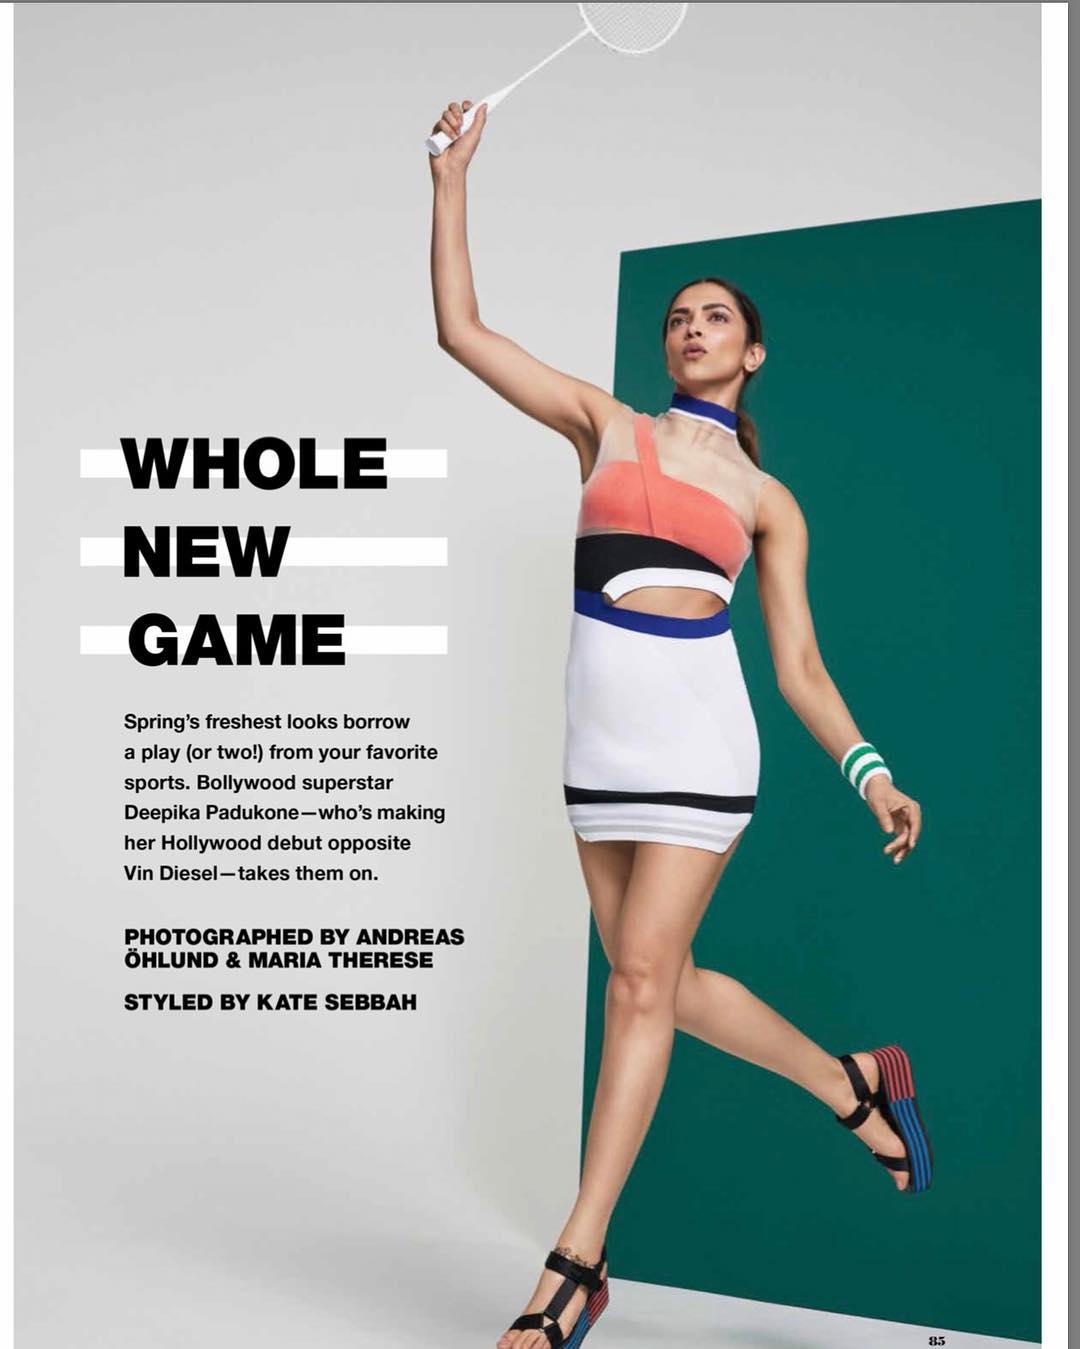 WHOLE
NEW
GAME
Spring’s freshest looks borrow
a play (or two!) from your favorite
sports. Bollywood superstar
Deepika Padukone—who’s making
her Hollywood debut opposite
Vin Diesel—takes them on.
PHOTOGRAPHED BY ANDREAS
ÖHLUND & MARIA THERESE
STYLED BY KATE SEBBAH
85